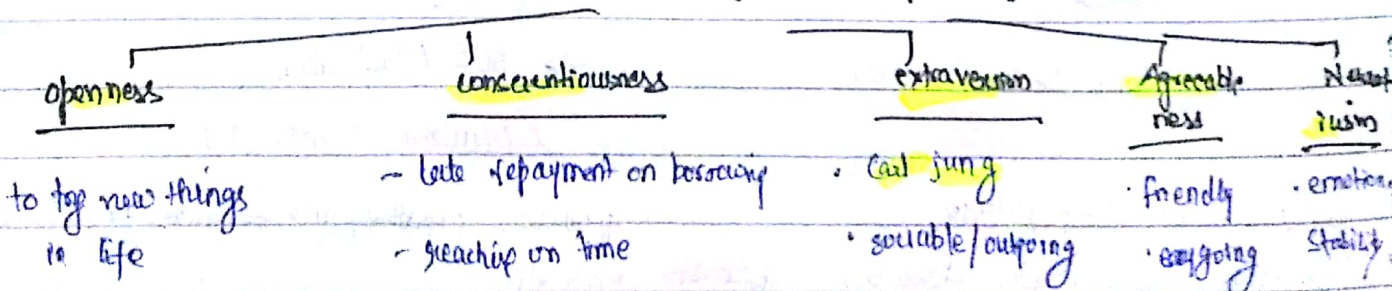 openness conscientiousness extraversion Agreeable
ness
to try new things
in life
- late repayment on borrowing
- reaching on time
• Carl jung
• sociable/outgoing
• friendly
• easygoing
• emotion
Stability